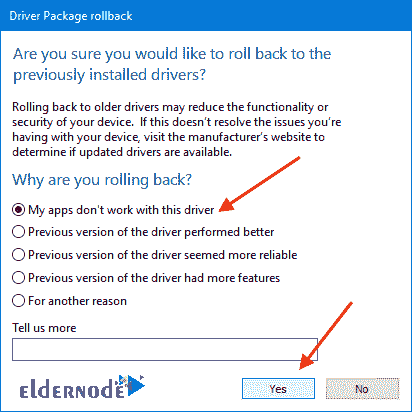 Driver Package rollback
Are you sure you would like to roll back to the
previously installed drivers?
Rolling back to older drivers may reduce the functionality or
security of your device.  If this doesn't resolve the issues you're
having with your device, visit the manufacturer's website to
determine if updated drivers are available.
Why are you rolling back?
My apps don't work with this driver
Previous version of the driver performed better
Previous version of the driver seemed more reliable
Previous version of the driver had more features
For another reason
Tell us more
eldernode
Yes
No